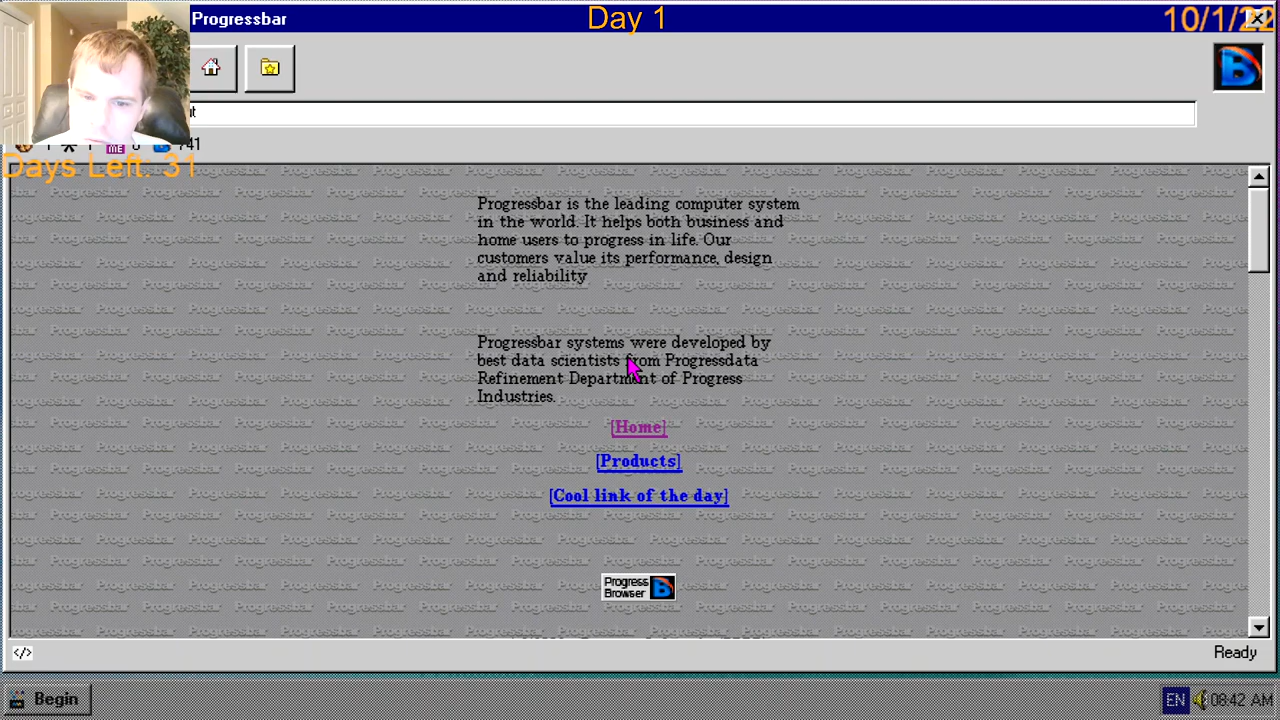 Progressbar
Day 1
10/1/22
Days Left: 31
Progressbar is the leading computer system
in the world. It helps both business and
home users to progress in life. Our
customers value its performance, design
and reliability
Progressbar systems were developed by
best data scientists from Progressdata
Refinement Department of Progress
Industries.
[Home]
[Products]
[Cool link of the day]
Progress
Browser
</>
Ready
Begin
EN
08:42 AM